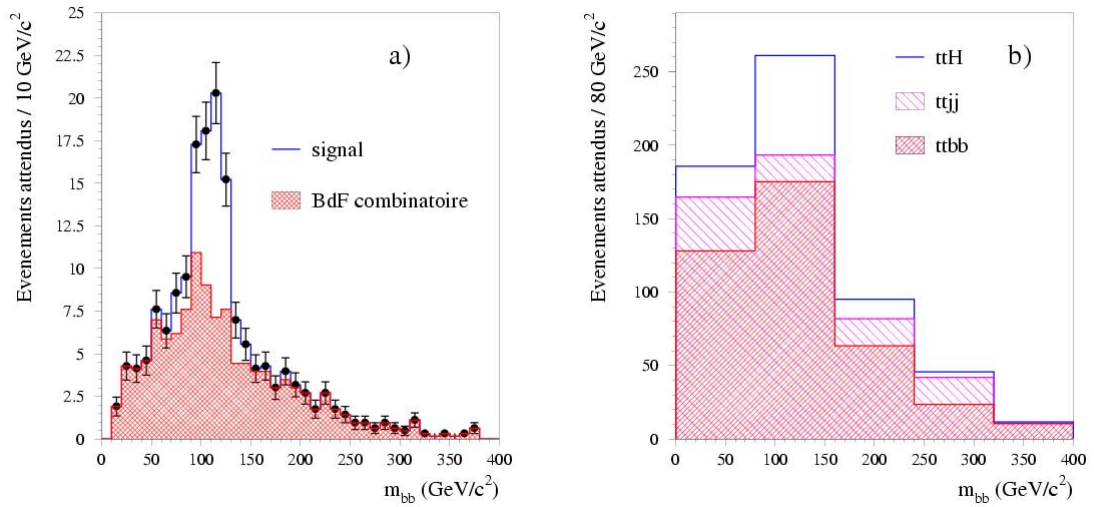 Evenements attendus / 10 GeV/c²
25
22.5
20
17.5
15
12.5
10
7.5
5
2.5
0
a)
signal
BdF combinatoire
0 50 100 150 200 250 300 350 400
m_bb (GeV/c²)
Evenements attendus / 80 GeV/c²
250
200
150
100
50
0
b)
ttH
ttjj
ttbb
0 50 100 150 200 250 300 350 400
m_bb (GeV/c²)